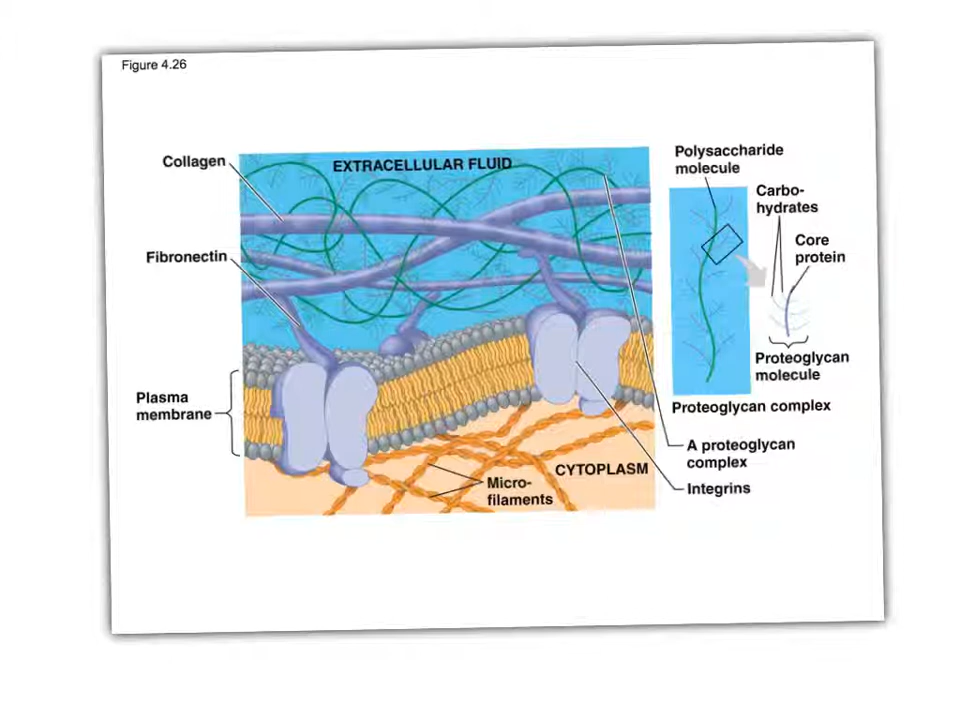 Figure 4.26
Collagen
EXTRACELLULAR FLUID
Fibronectin
Plasma
membrane
Micro-
filaments
CYTOPLASM
Polysaccharide
molecule
Carbo-
hydrates
Core
protein
Proteoglycan
molecule
Proteoglycan complex
A proteoglycan
complex
Integrins